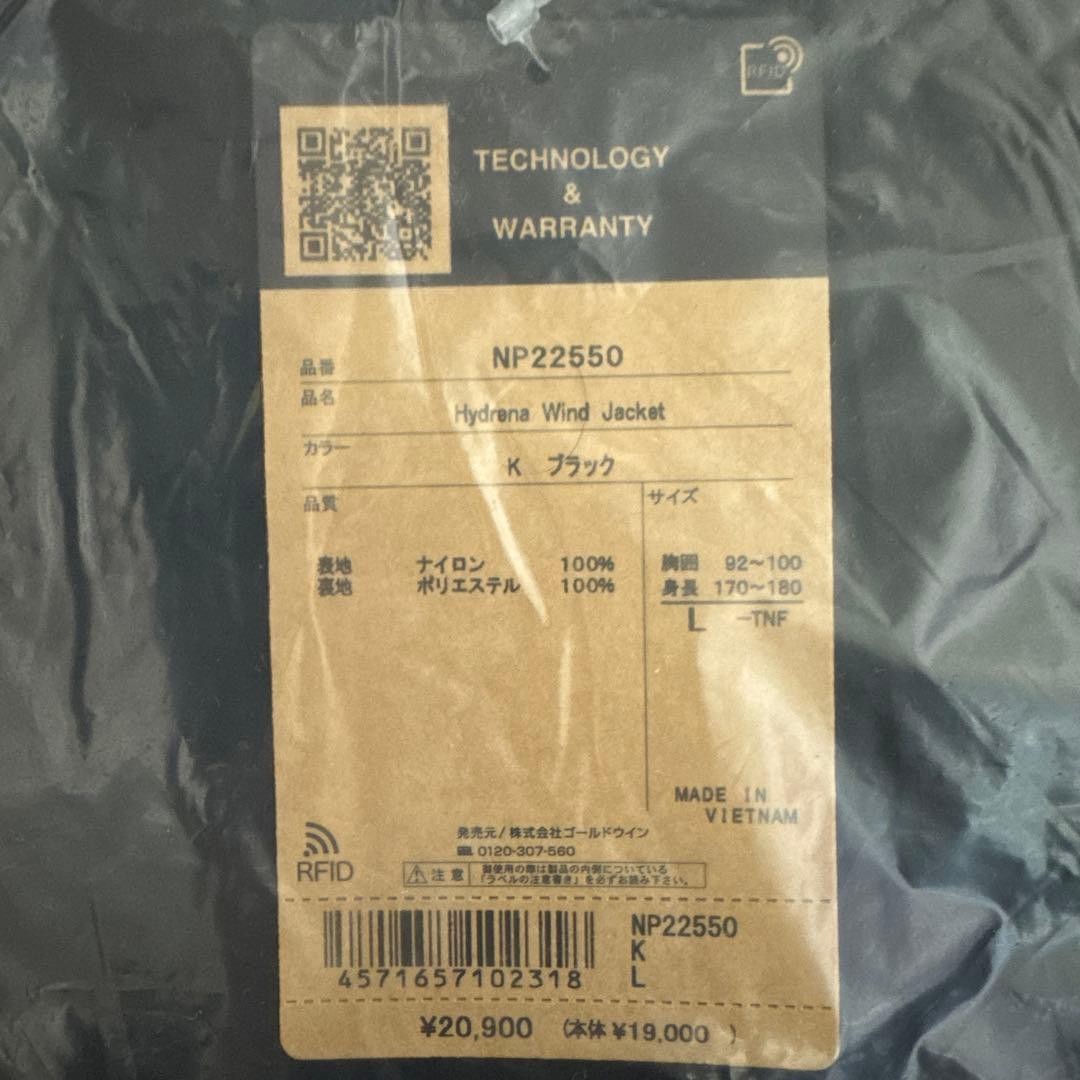 RFID
TECHNOLOGY
&
WARRANTY
品番 NP22550
品名 Hydrena Wind Jacket
カラー K ブラック
品質
表地 ナイロン 100%
裏地 ポリエステル 100%
サイズ
胸囲 92〜100
身長 170〜180
L -TNF
MADE IN
VIETNAM
RFID
発売元/株式会社ゴールドウイン
0120-307-560
注意
御使用の際は製品の内側についている
「ラベルの注意書き」を必ずお読み下さい。
4571657102318
NP22550
K
L
¥20,900 (本体 ¥19,000 )